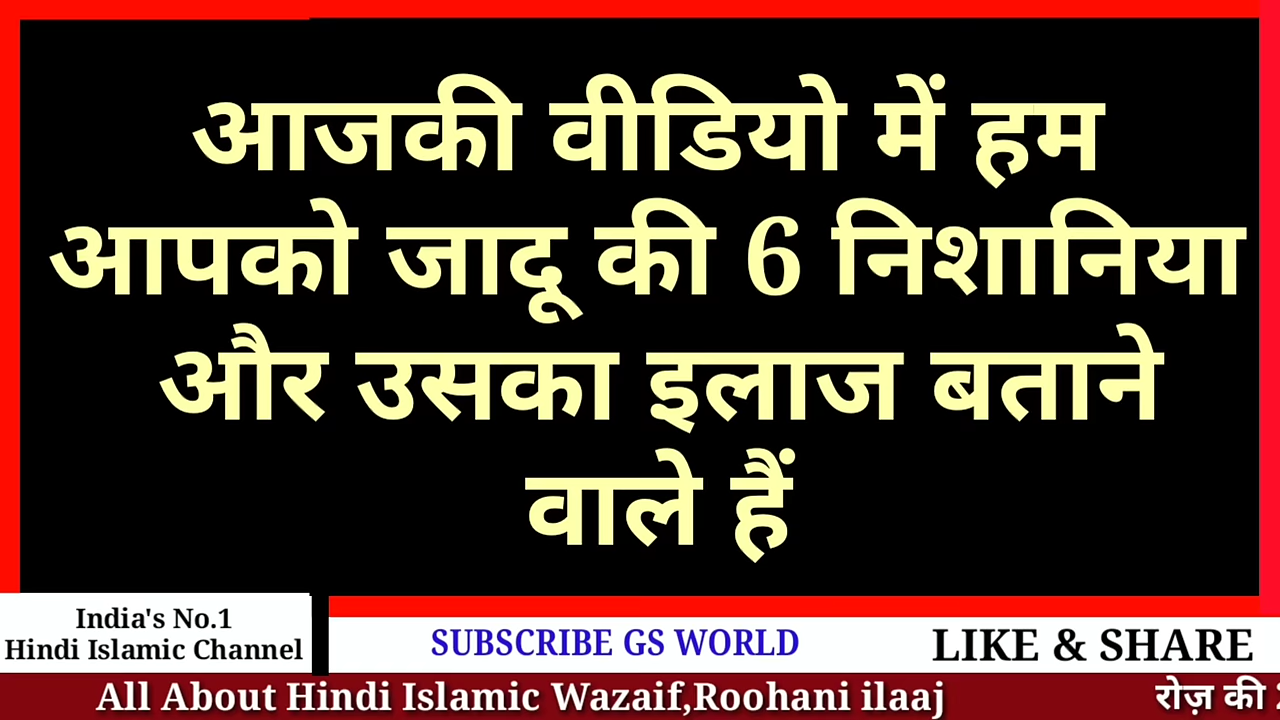 आजकी वीडियो में हम
आपको जादू की 6 निशानिया
और उसका इलाज बताने
वाले हैं
India's No.1
Hindi Islamic Channel
SUBSCRIBE GS WORLD
LIKE & SHARE
All About Hindi Islamic Wazaif,Roohani ilaaj
रोज़ की